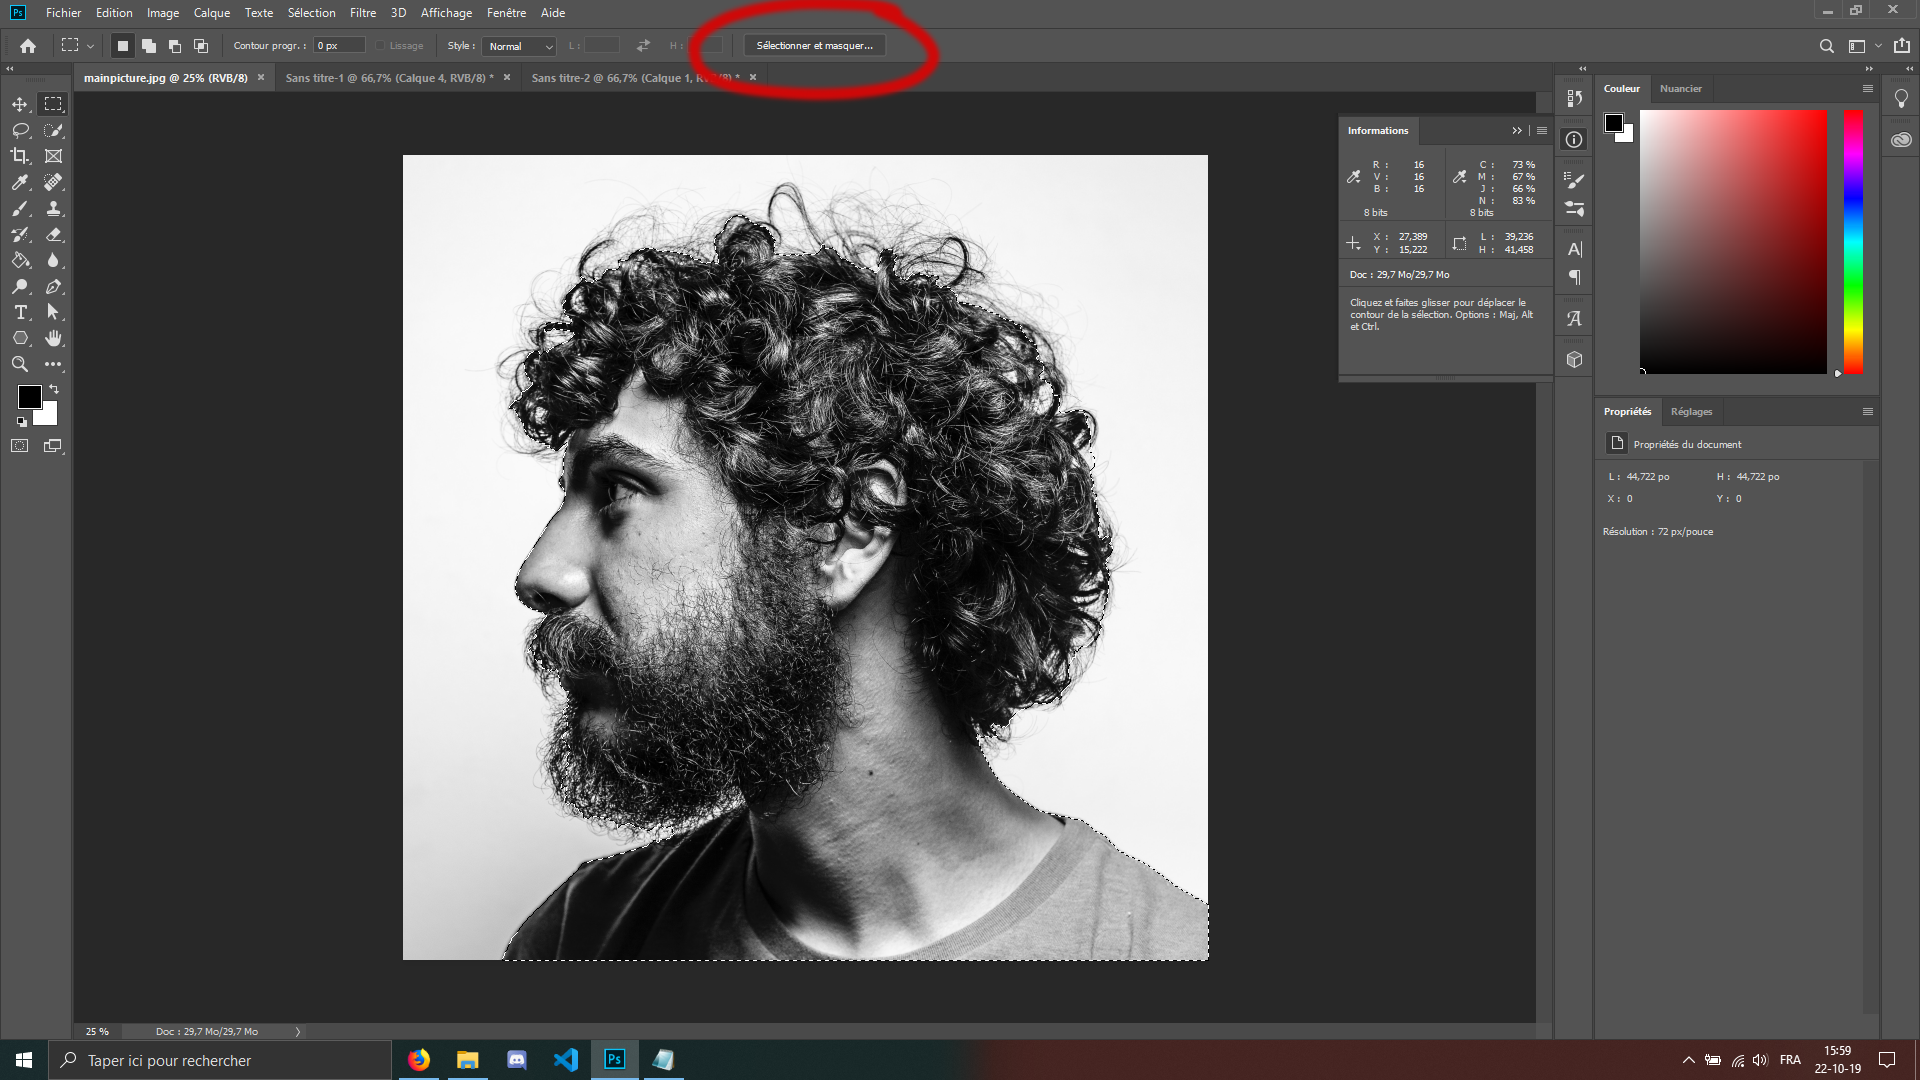 Ps Fichier Edition Image Calque Texte Sélection Filtre 3D Affichage Fenêtre Aide
Contour progr. : 0 px Lissage Style : Normal L : H : Sélectionner et masquer...
mainpicture.jpg @ 25% (RVB/8) × Sans titre-1 @ 66,7% (Calque 4, RVB/8) * × Sans titre-2 @ 66,7% (Calque 1, RVB/8) * ×
Couleur Nuancier
Informations
R : 16 C : 73 %
V : 16 M : 67 %
B : 16 J : 66 %
N : 83 %
8 bits 8 bits
X : 27,389 L : 39,236
Y : 15,222 H : 41,458
Doc : 29,7 Mo/29,7 Mo
Cliquez et faites glisser pour déplacer le
contour de la sélection. Options : Maj, Alt
et Ctrl.
Propriétés Réglages
Propriétés du document
L : 44,722 po H : 44,722 po
X : 0 Y : 0
Résolution : 72 px/pouce
25 % Doc : 29,7 Mo/29,7 Mo
Taper ici pour rechercher Ps FRA 15:59
22-10-19